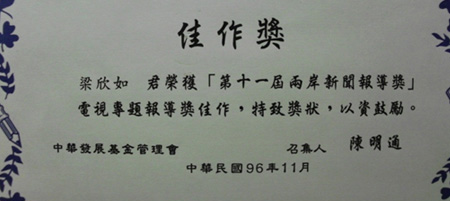 佳作獎
梁欣如 君榮獲「第十一屆兩岸新聞報導獎」
電視專題報導獎佳作，特致獎狀，以資鼓勵。
中華發展基金管理會 召集人 陳明通
中華民國96年11月